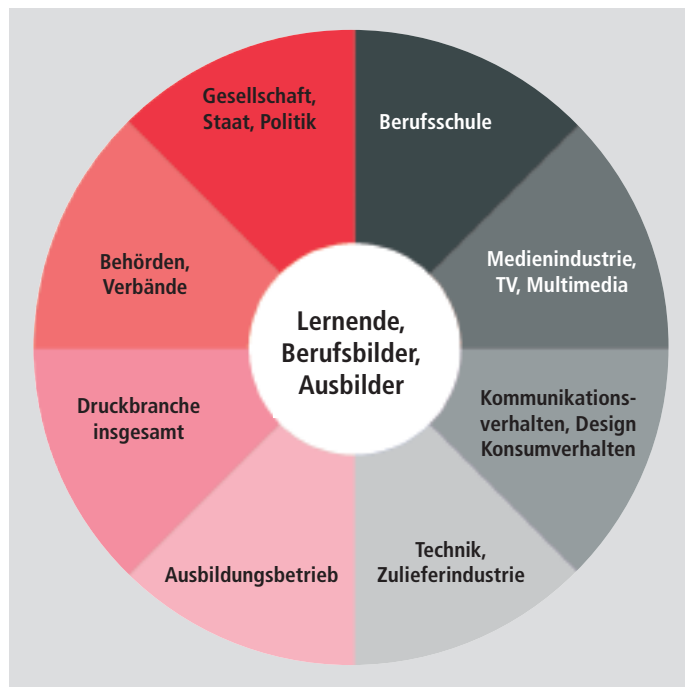 Gesellschaft,
Staat, Politik
Berufsschule
Medienindustrie,
TV, Multimedia
Kommunikations-
verhalten, Design
Konsumverhalten
Technik,
Zulieferindustrie
Ausbildungsbetrieb
Druckbranche
insgesamt
Behörden,
Verbände
Lernende,
Berufsbilder,
Ausbilder